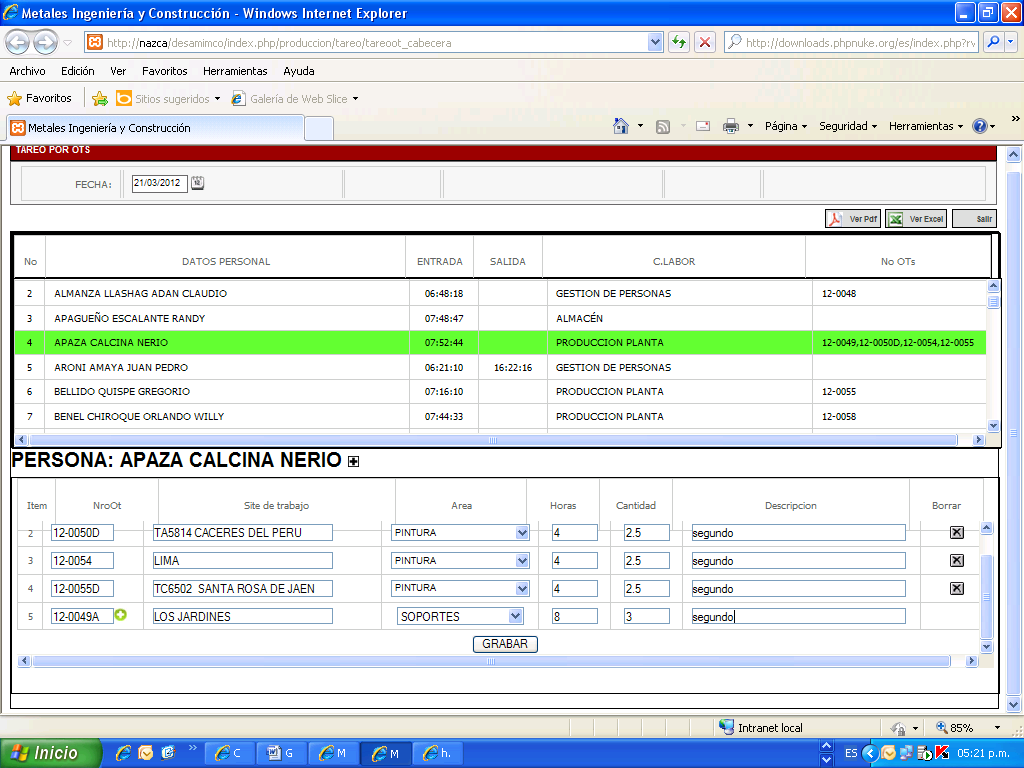 Metales Ingeniería y Construcción - Windows Internet Explorer
http://nazca/desamimco/index.php/produccion/tareo/tareoot_cabecera
http://downloads.phpnuke.org/es/index.php?rv
Archivo Edición Ver Favoritos Herramientas Ayuda
Favoritos Sitios sugeridos Galería de Web Slice
Metales Ingeniería y Construcción Página Seguridad Herramientas
TAREO POR OTS
FECHA: 21/03/2012
Ver Pdf Ver Excel Salir
No DATOS PERSONAL ENTRADA SALIDA C.LABOR No OTs
2 ALMANZA LLASHAG ADAN CLAUDIO 06:48:18 GESTION DE PERSONAS 12-0048
3 APAGUEÑO ESCALANTE RANDY 07:48:47 ALMACÉN
4 APAZA CALCINA NERIO 07:52:44 PRODUCCION PLANTA 12-0049,12-0050D,12-0054,12-0055
5 ARONI AMAYA JUAN PEDRO 06:21:10 16:22:16 GESTION DE PERSONAS
6 BELLIDO QUISPE GREGORIO 07:16:10 PRODUCCION PLANTA 12-0055
7 BENEL CHIROQUE ORLANDO WILLY 07:44:33 PRODUCCION PLANTA 12-0058
PERSONA: APAZA CALCINA NERIO
Item NroOt Site de trabajo Area Horas Cantidad Descripcion Borrar
2 12-0050D TA5814 CACERES DEL PERU PINTURA 4 2.5 segundo
3 12-0054 LIMA PINTURA 4 2.5 segundo
4 12-0055D TC6502 SANTA ROSA DE JAEN PINTURA 4 2.5 segundo
5 12-0049A LOS JARDINES SOPORTES 8 3 segundo
GRABAR
Intranet local 85%
Inicio C G M M h. ES 05:21 p.m.